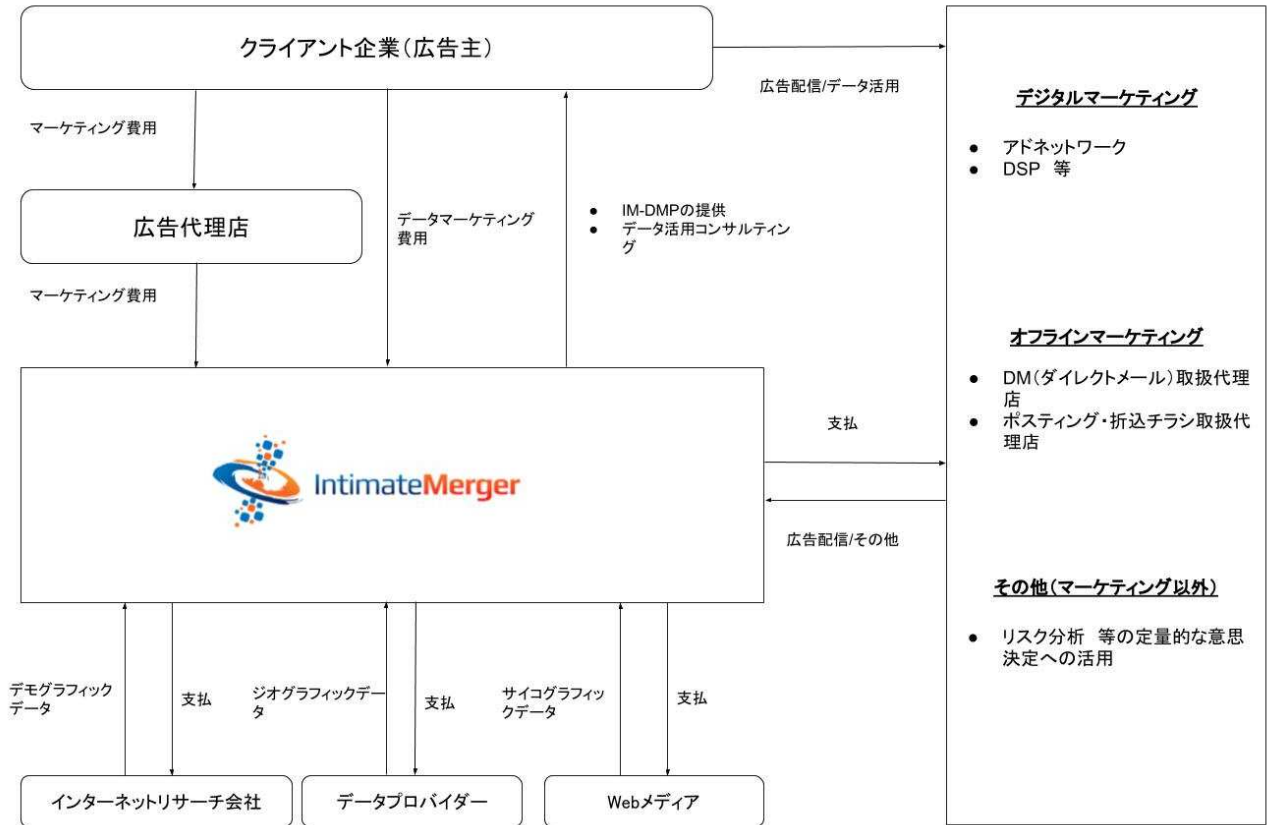 クライアント企業(広告主)
広告配信/データ活用
マーケティング費用
広告代理店
データマーケティング
費用
● IM-DMPの提供
● データ活用コンサルティン
グ
マーケティング費用
IntimateMerger
支払
広告配信/その他
デモグラフィック
データ
支払
ジオグラフィックデー
タ
支払
サイコグラフィッ
クデータ
支払
インターネットリサーチ会社
データプロバイダー
Webメディア
デジタルマーケティング
● アドネットワーク
● DSP 等
オフラインマーケティング
● DM(ダイレクトメール)取扱代理
店
● ポスティング・折込チラシ取扱代
理店
その他(マーケティング以外)
● リスク分析 等の定量的な意思
決定への活用